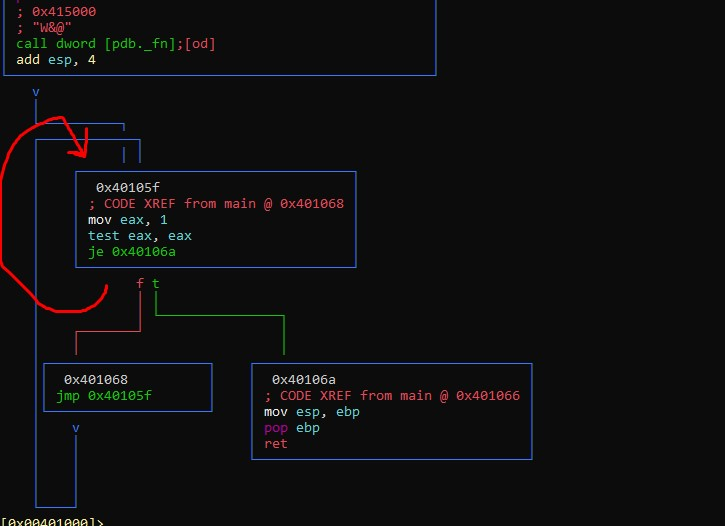 ; 0x415000
; "W&@"
call dword [pdb._fn];[od]
add esp, 4
v
0x40105f
; CODE XREF from main @ 0x401068
mov eax, 1
test eax, eax
je 0x40106a
f t
0x401068
jmp 0x40105f
v
0x40106a
; CODE XREF from main @ 0x401066
mov esp, ebp
pop ebp
ret
[0x00401000]>